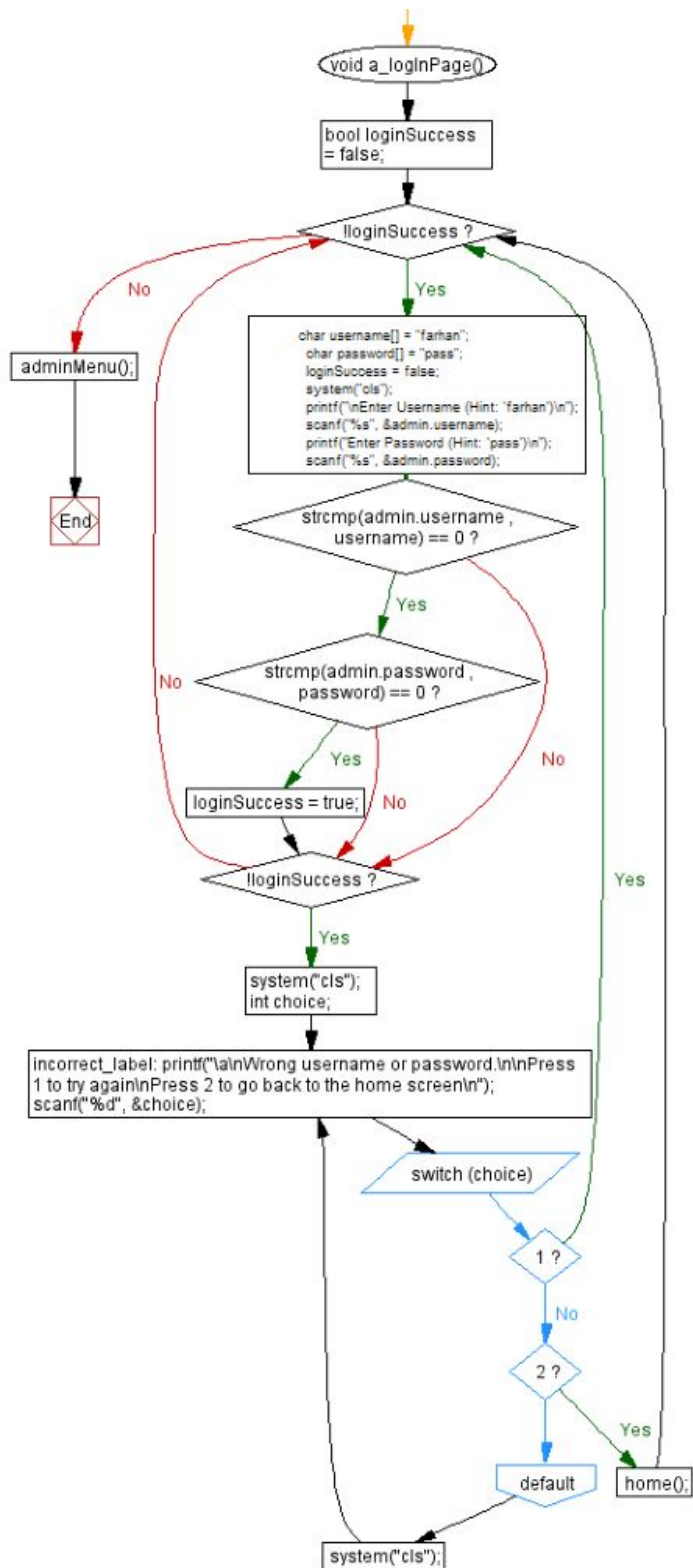 void a_logInPage()
bool loginSuccess
= false;
!loginSuccess ?
No
Yes
adminMenu();
End
char username[] = "farhan";
char password[] = "pass";
loginSuccess = false;
system("cls");
printf("\nEnter Username (Hint: `farhan')\n");
scanf("%s", &admin.username);
printf("Enter Password (Hint: `pass')\n");
scanf("%s", &admin.password);
strcmp(admin.username ,
username) == 0 ?
Yes
strcmp(admin.password ,
password) == 0 ?
No
No
Yes
loginSuccess = true;
No
!loginSuccess ?
Yes
Yes
system("cls");
int choice;
incorrect_label: printf("\a\nWrong username or password.\n\nPress
1 to try again\nPress 2 to go back to the home screen\n");
scanf("%d", &choice);
switch (choice)
1 ?
No
2 ?
Yes
default
home();
system("cls");